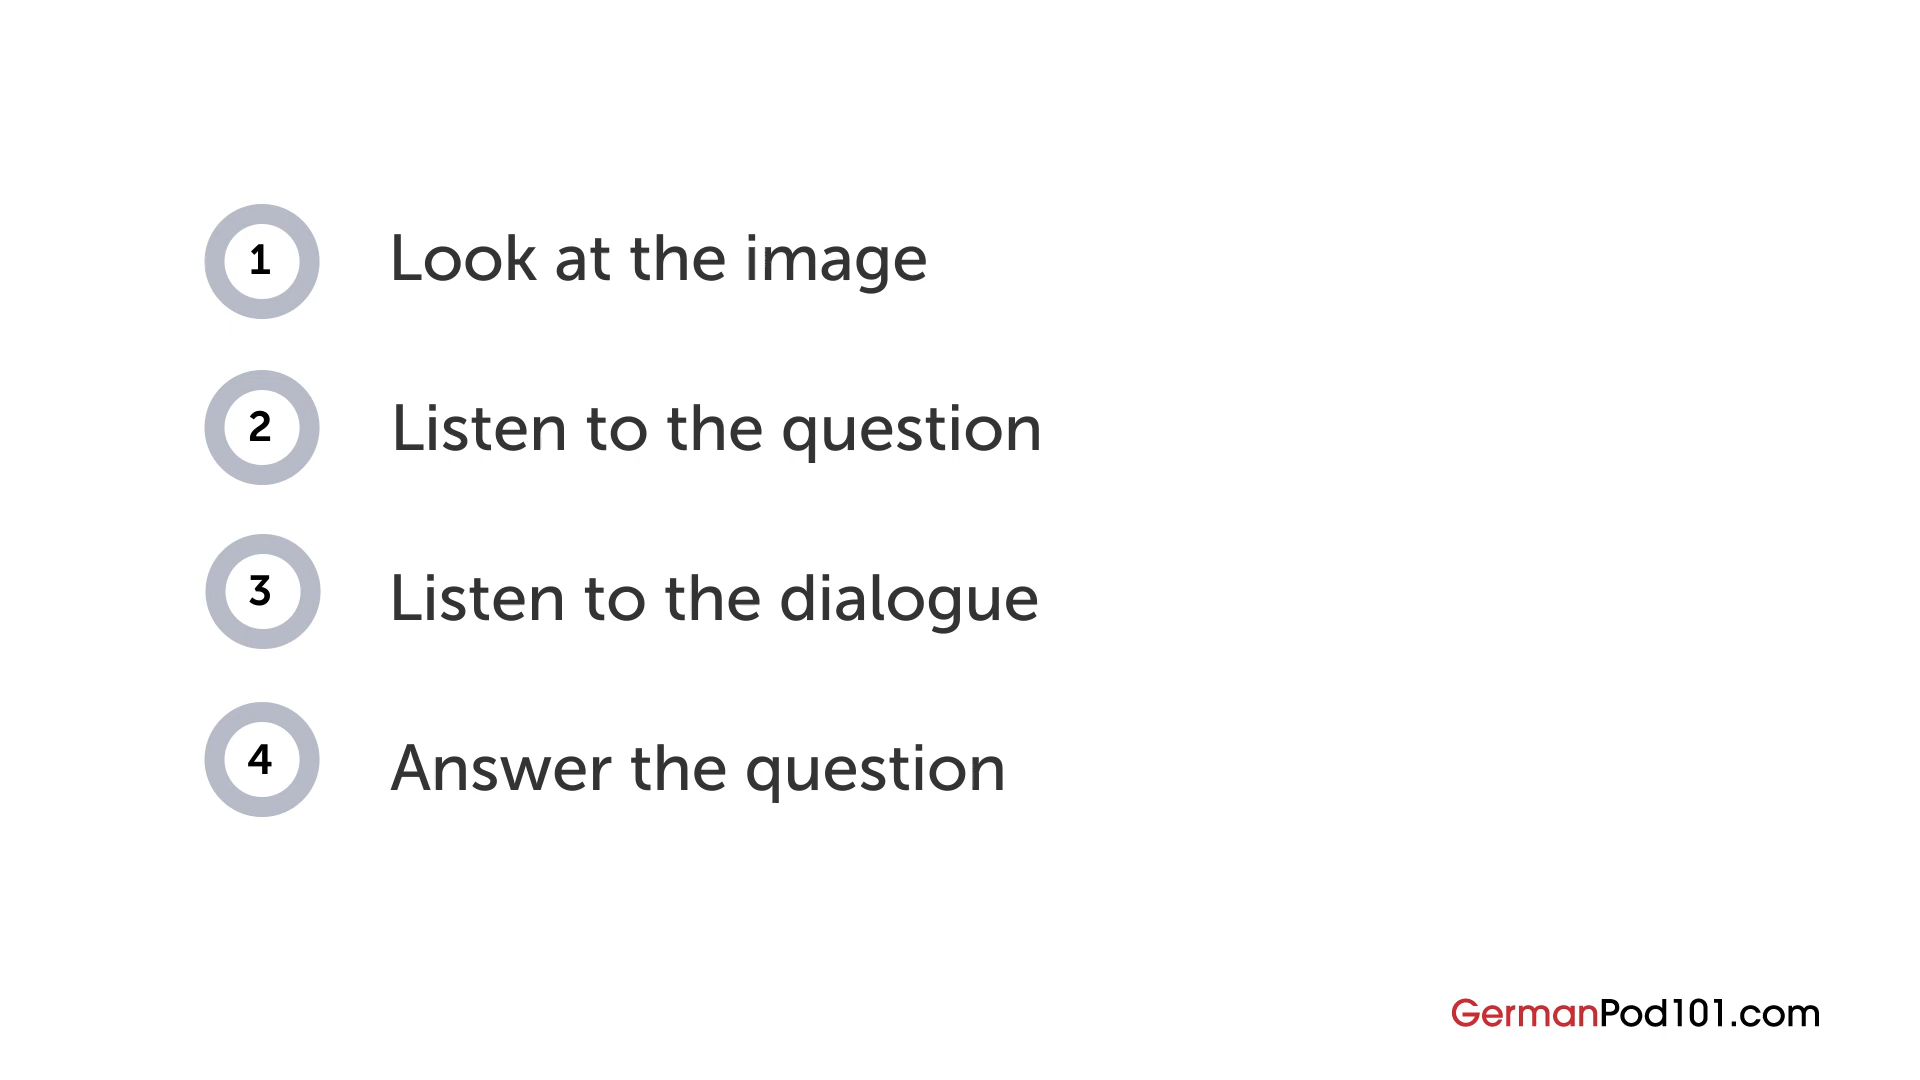 1 Look at the image
2 Listen to the question
3 Listen to the dialogue
4 Answer the question
GermanPod101.com